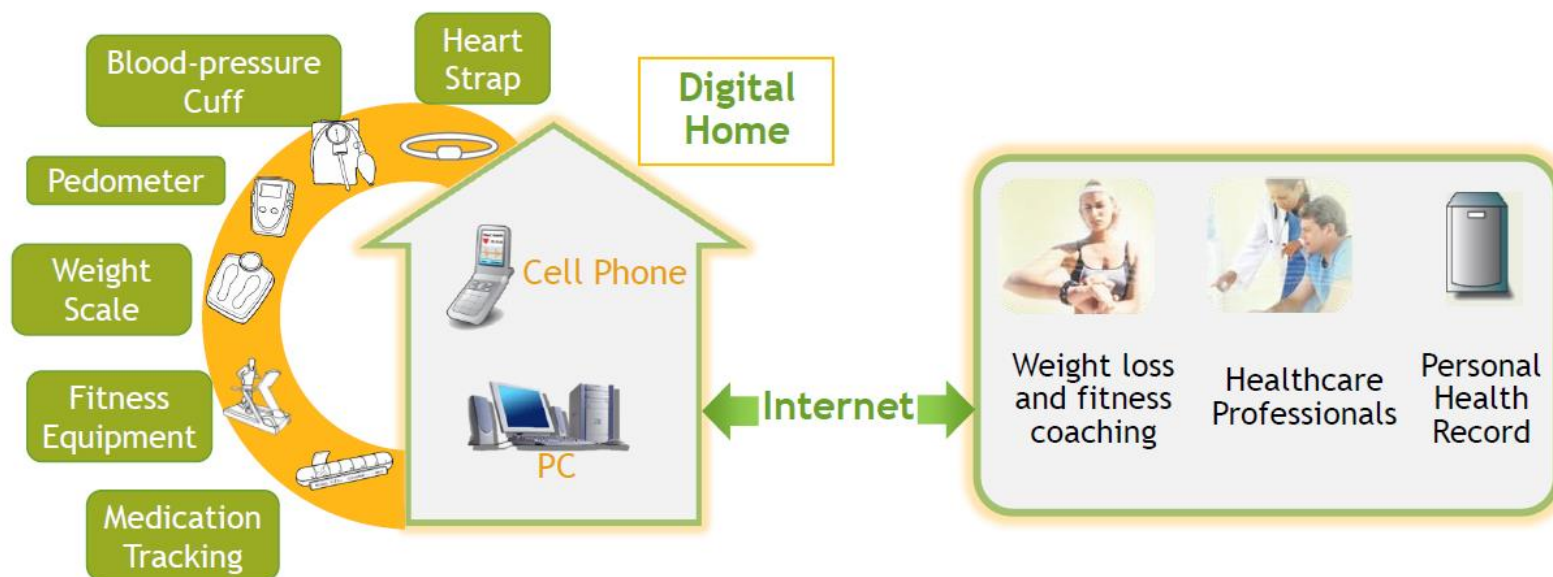 Heart
Strap
Blood-pressure
Cuff
Digital
Home
Pedometer
Weight
Scale
Cell Phone
Fitness
Equipment
Internet
PC
Medication
Tracking
Weight loss
and fitness
coaching
Healthcare
Professionals
Personal
Health
Record